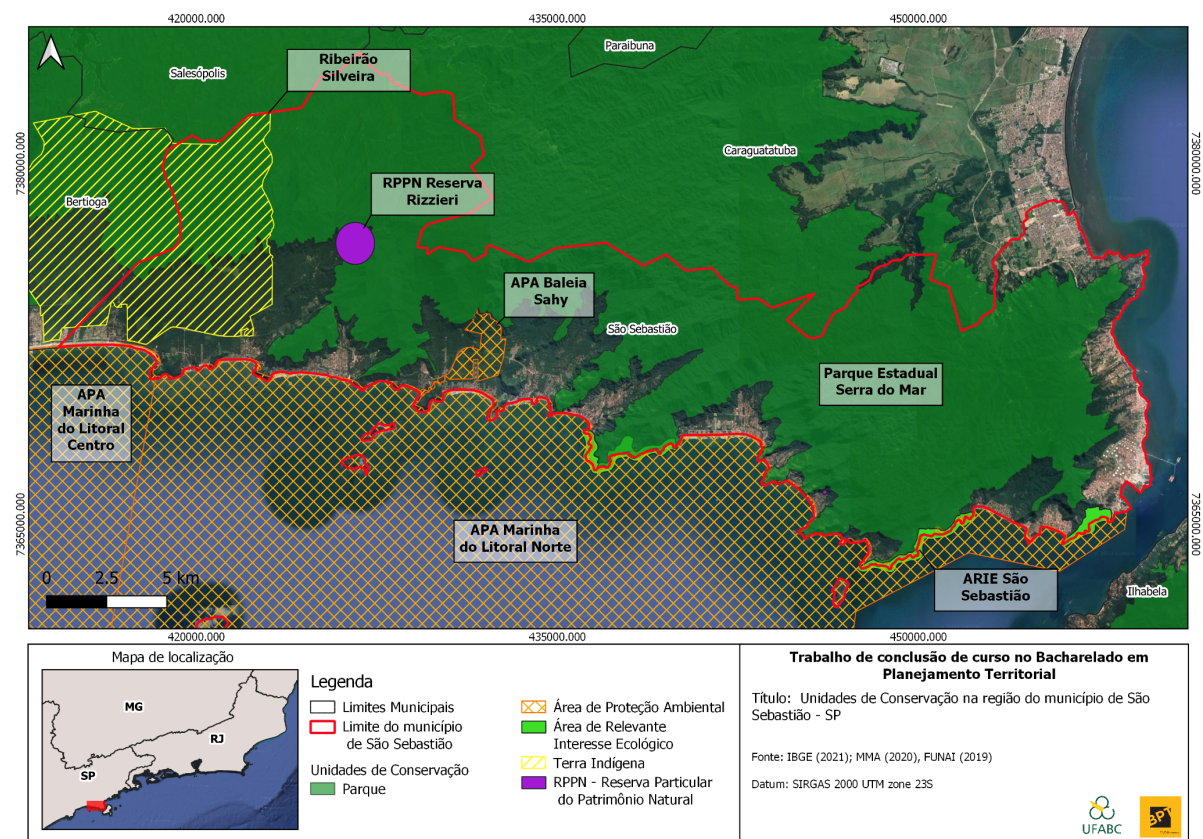 420000.000
435000.000
450000.000
7380000.000
7365000.000
7380000.000
7365000.000
Paraibuna
Salesópolis
Ribeirão
Silveira
Caraguatatuba
RPPN Reserva
Rizzieri
Bertioga
APA Baleia
Sahy
São Sebastião
Parque Estadual
Serra do Mar
APA
Marinha
do Litoral
Centro
APA Marinha
do Litoral Norte
ARIE São
Sebastião
Ilhabela
0 2.5 5 km
420000.000
435000.000
450000.000
Mapa de localização
MG
RJ
SP
Legenda
Limites Municipais
Limite do município
de São Sebastião
Unidades de Conservação
Parque
Área de Proteção Ambiental
Área de Relevante
Interesse Ecológico
Terra Indígena
RPPN - Reserva Particular
do Patrimônio Natural
Trabalho de conclusão de curso no Bacharelado em
Planejamento Territorial
Título: Unidades de Conservação na região do município de São
Sebastião - SP
Fonte: IBGE (2021); MMA (2020), FUNAI (2019)
Datum: SIRGAS 2000 UTM zone 23S
UFABC
BPT